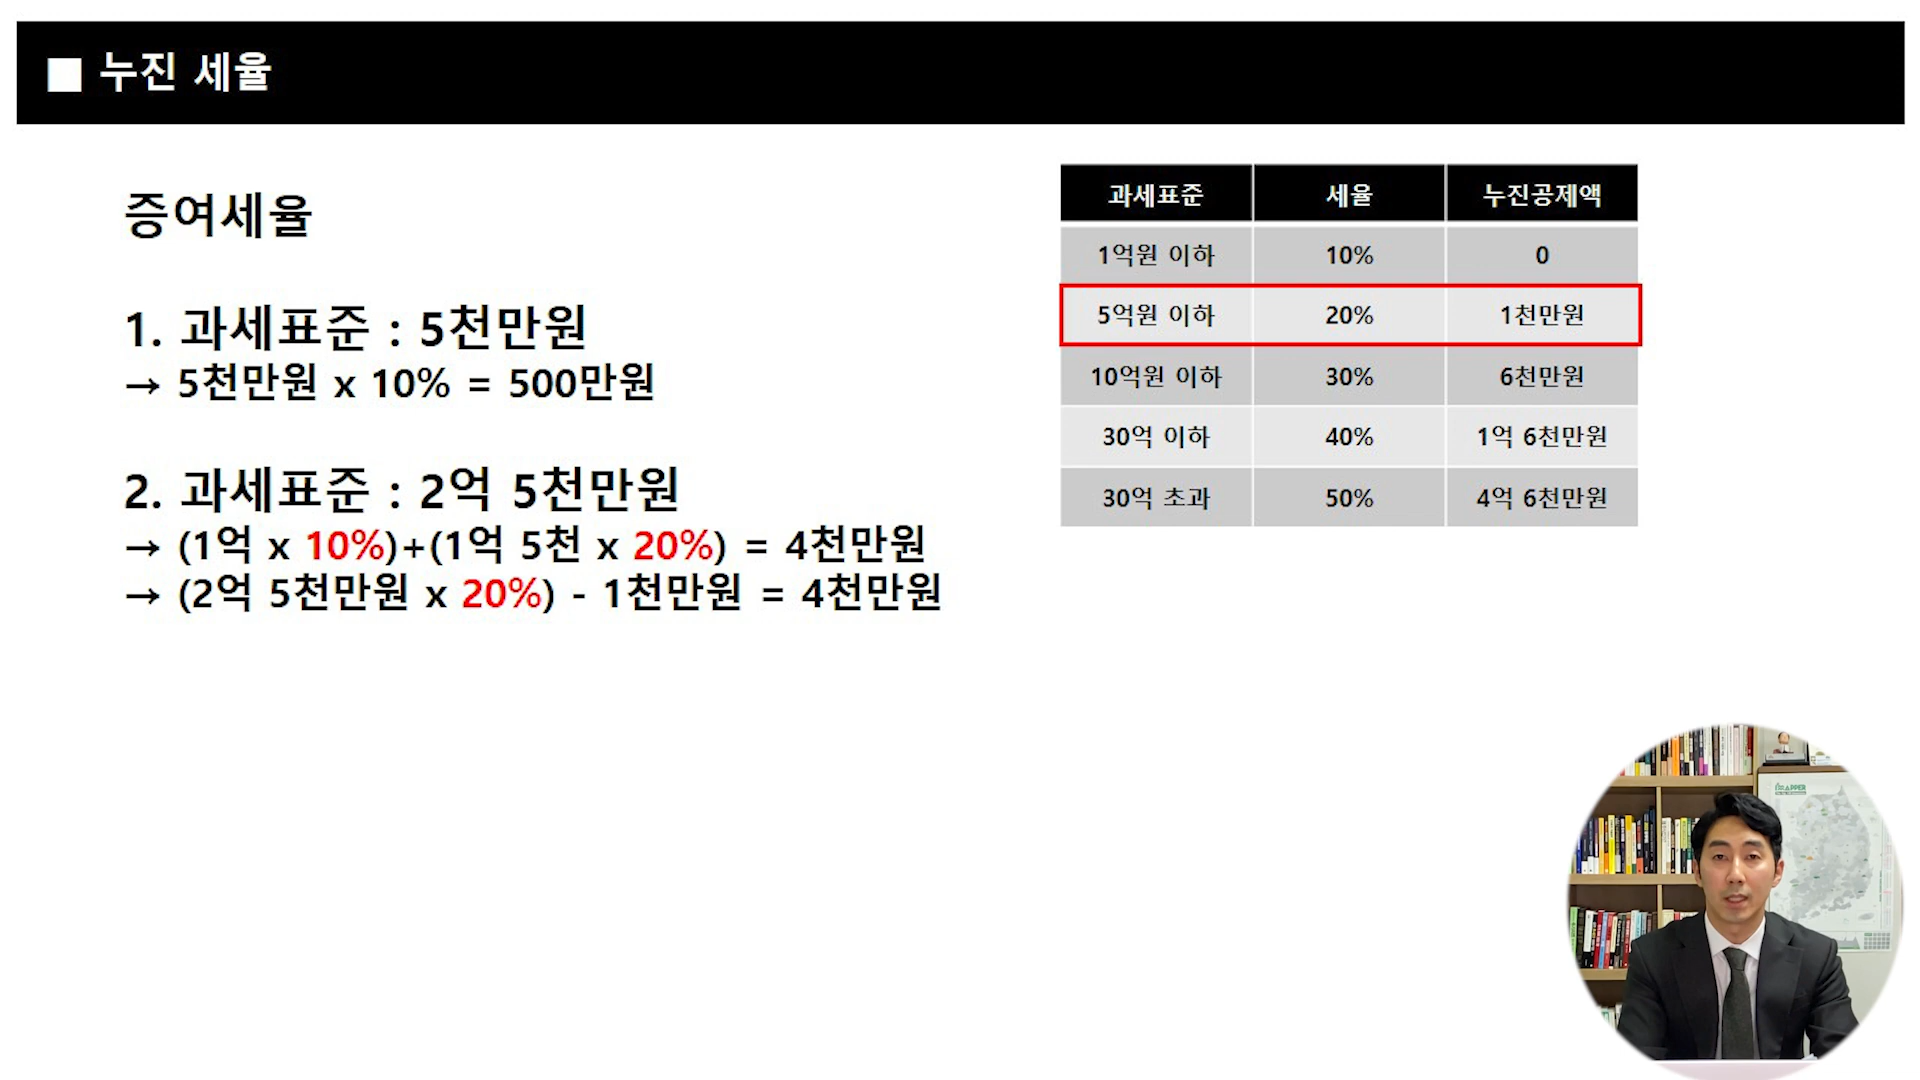 ■ 누진 세율
증여세율
1. 과세표준 : 5천만원
→ 5천만원 x 10% = 500만원
2. 과세표준 : 2억 5천만원
→ (1억 x 10%)+(1억 5천 x 20%) = 4천만원
→ (2억 5천만원 x 20%) - 1천만원 = 4천만원
과세표준 세율 누진공제액
1억원 이하 10% 0
5억원 이하 20% 1천만원
10억원 이하 30% 6천만원
30억 이하 40% 1억 6천만원
30억 초과 50% 4억 6천만원